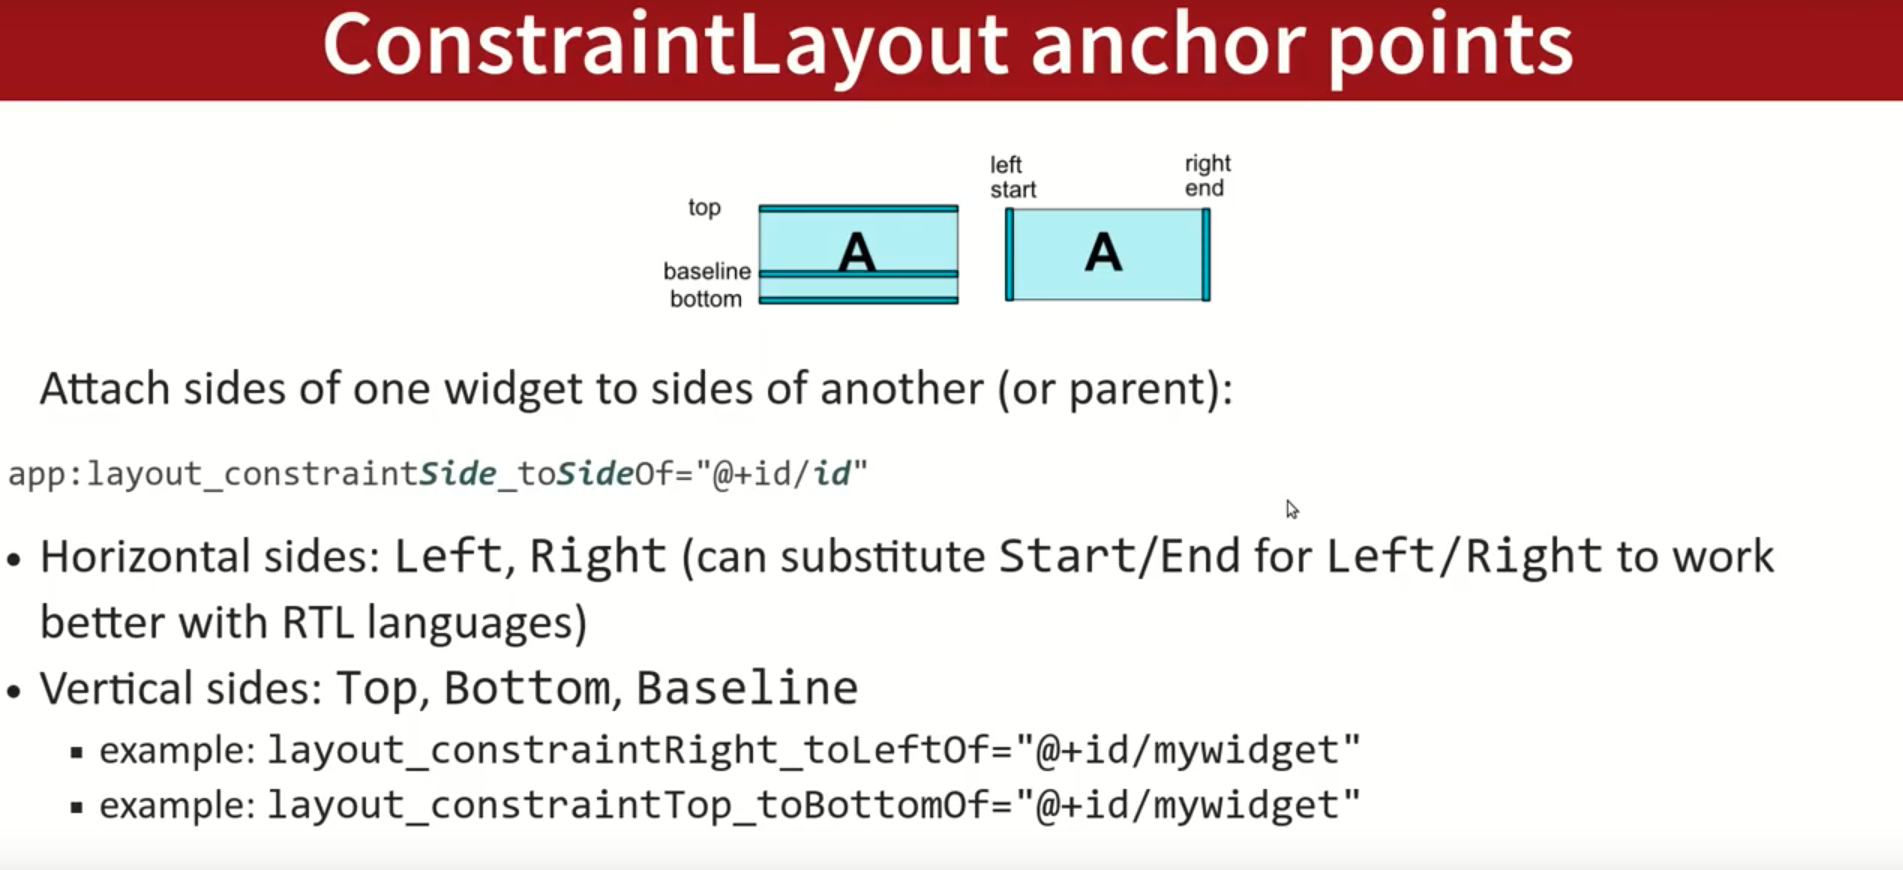 ConstraintLayout anchor points
left right
start end
top
A A
baseline
bottom
Attach sides of one widget to sides of another (or parent):
app:layout_constraintSide_toSideOf="@+id/id"
• Horizontal sides: Left, Right (can substitute Start/End for Left/Right to work
better with RTL languages)
• Vertical sides: Top, Bottom, Baseline
▪ example: layout_constraintRight_toLeftOf="@+id/mywidget"
▪ example: layout_constraintTop_toBottomOf="@+id/mywidget"